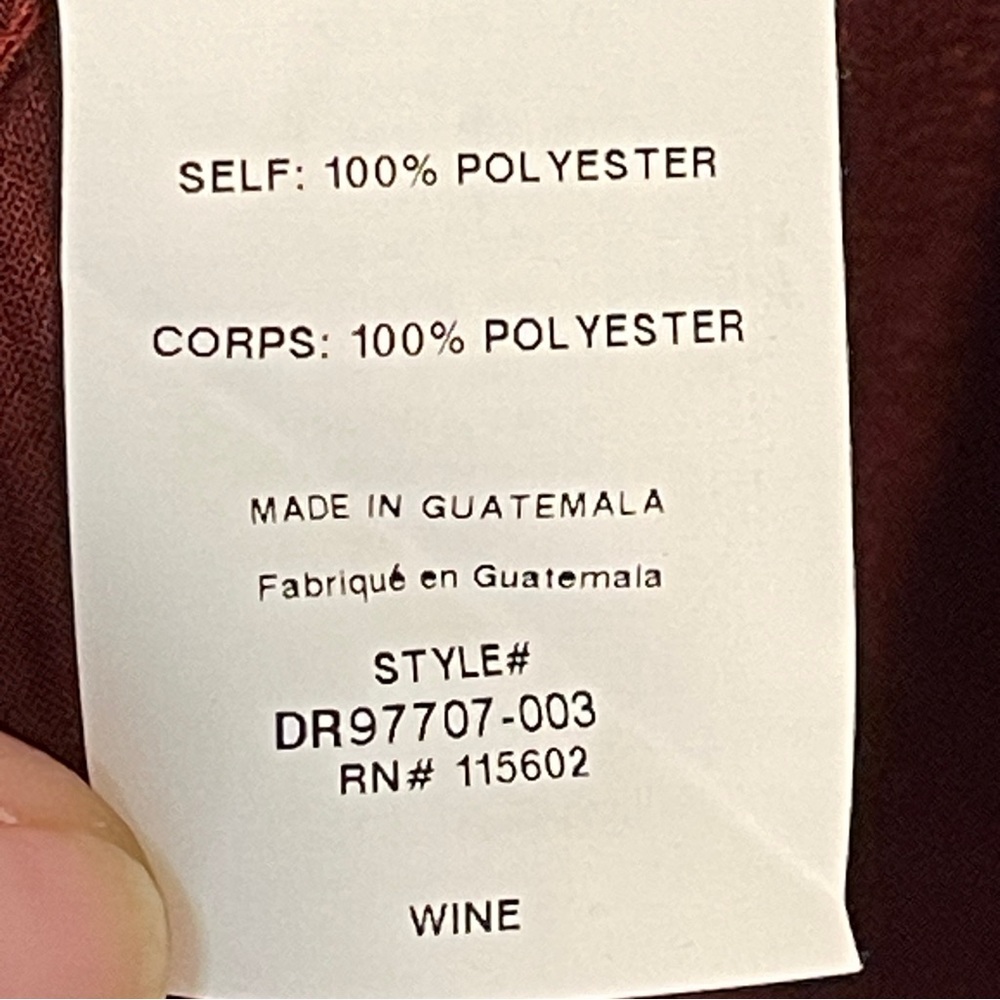 SELF: 100% POLYESTER
CORPS: 100% POLYESTER
MADE IN GUATEMALA
Fabriqué en Guatemala
STYLE#
DR97707-003
RN# 115602
WINE